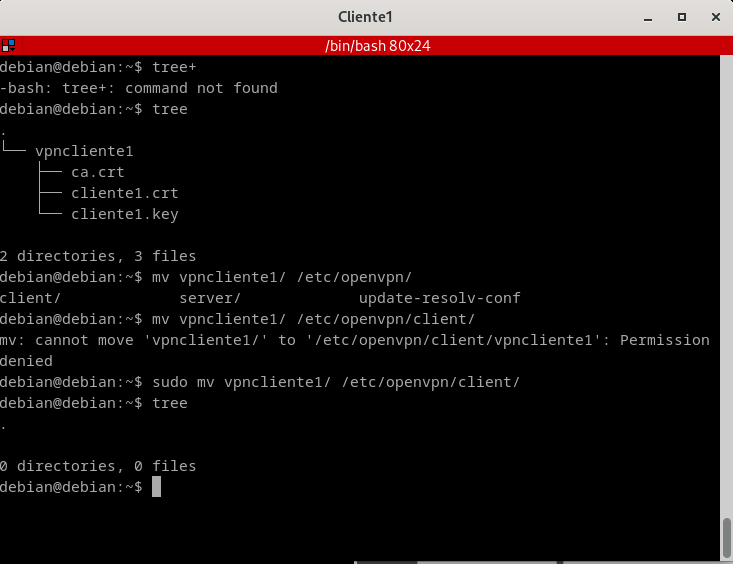 Cliente1
/bin/bash 80x24
debian@debian:~$ tree+
-bash: tree+: command not found
debian@debian:~$ tree
.
└── vpncliente1
    ├── ca.crt
    ├── cliente1.crt
    └── cliente1.key

2 directories, 3 files
debian@debian:~$ mv vpncliente1/ /etc/openvpn/
client/             server/             update-resolv-conf
debian@debian:~$ mv vpncliente1/ /etc/openvpn/client/
mv: cannot move 'vpncliente1/' to '/etc/openvpn/client/vpncliente1': Permission
denied
debian@debian:~$ sudo mv vpncliente1/ /etc/openvpn/client/
debian@debian:~$ tree
.

0 directories, 0 files
debian@debian:~$